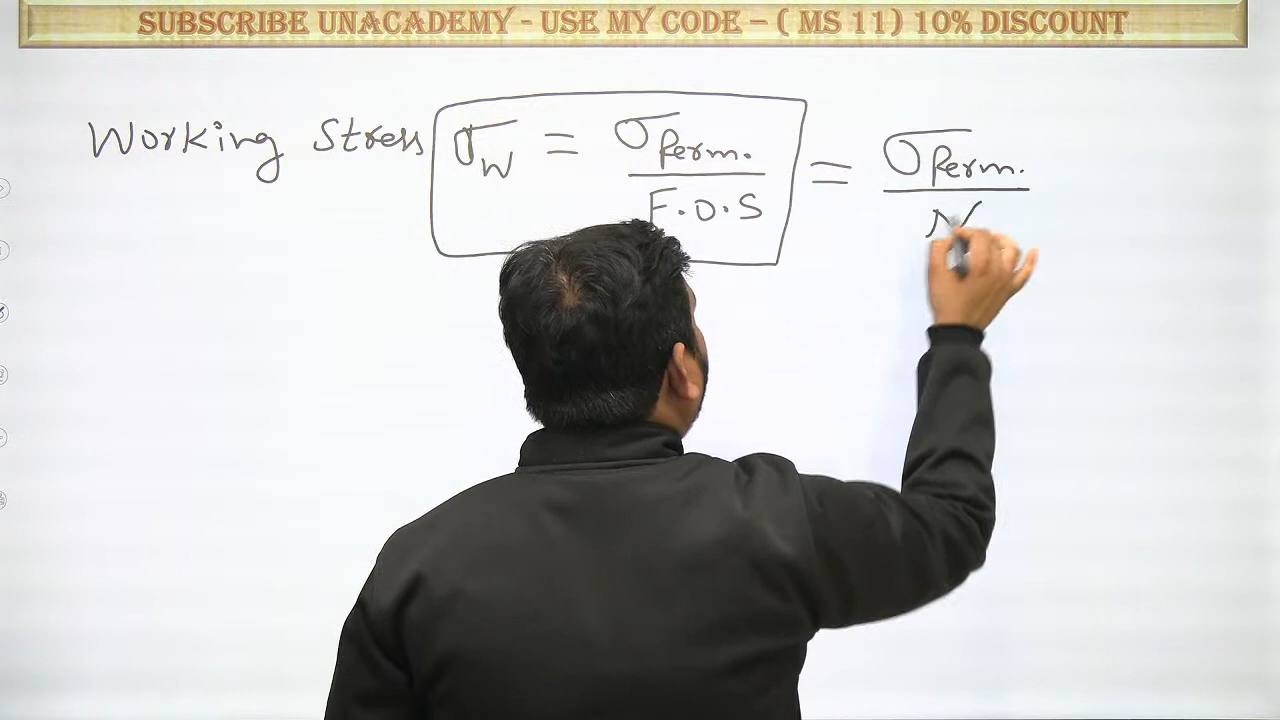 SUBSCRIBE UNACADEMY - USE MY CODE – ( MS 11) 10% DISCOUNT
Working Stress σw = σperm. / F.O.S = σperm. / N